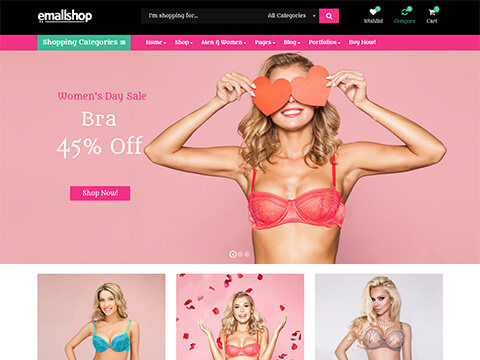 emallshop
I'm shopping for...
All Categories
Wishlist
Compare
Cart
Shopping Categories
Home
Shop
Men & Women
Pages
Blog
Portfolios
Buy Now!
Women's Day Sale
Bra
45% Off
Shop Now!